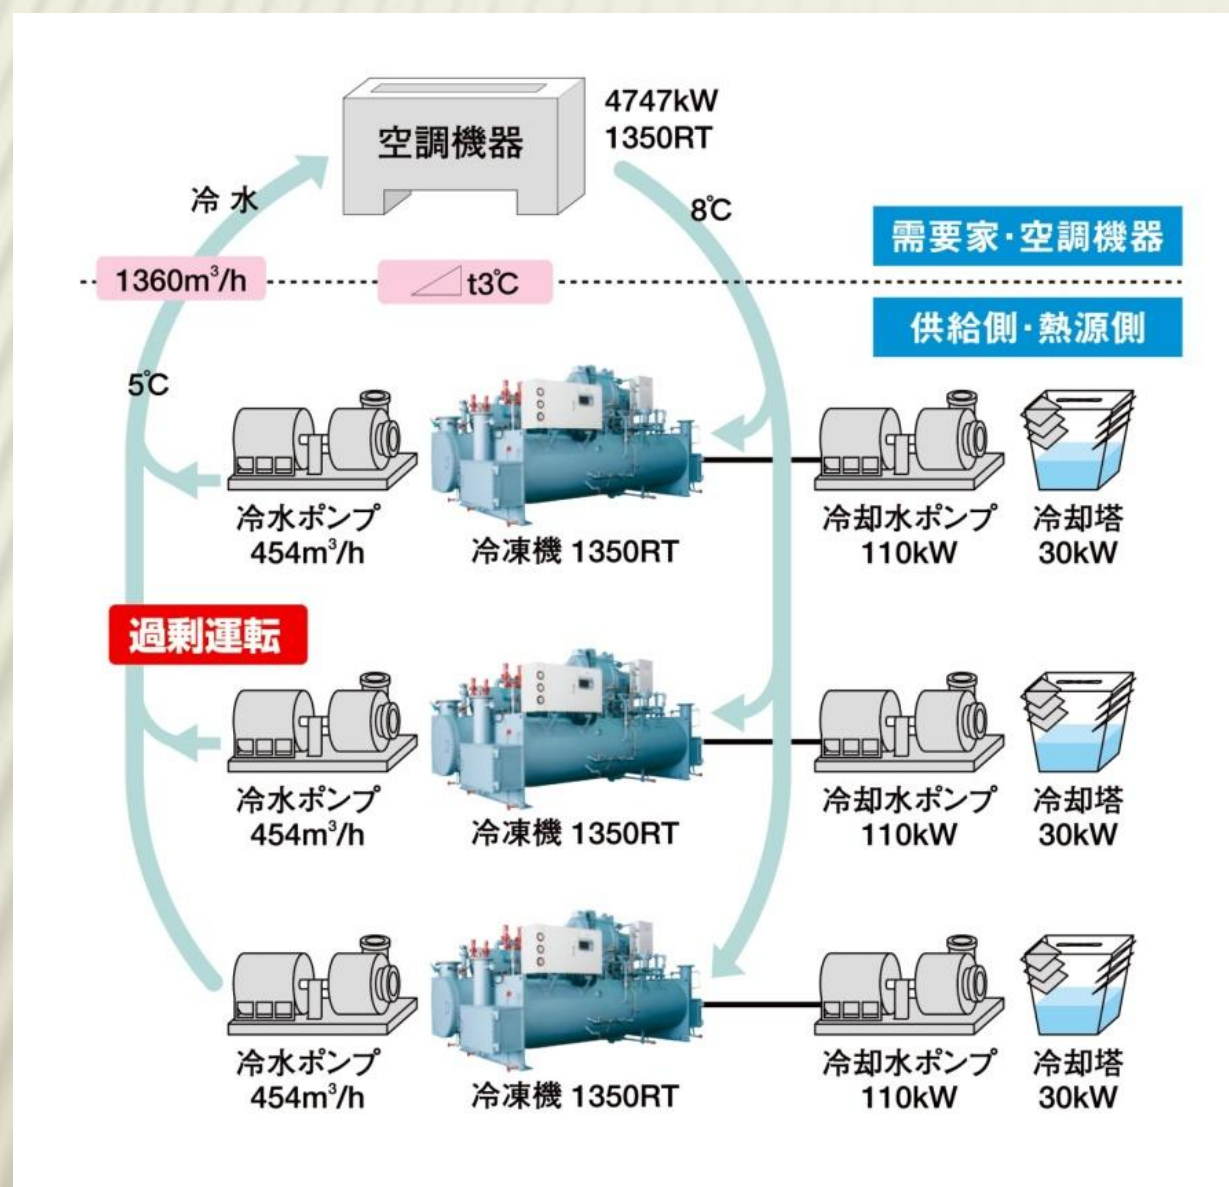 空調機器
4747kW
1350RT
冷水
8℃
需要家・空調機器
1360m³/h
⊿t3℃
供給側・熱源側
5℃
冷水ポンプ
454m³/h
冷凍機 1350RT
冷却水ポンプ
110kW
冷却塔
30kW
過剰運転
冷水ポンプ
454m³/h
冷凍機 1350RT
冷却水ポンプ
110kW
冷却塔
30kW
冷水ポンプ
454m³/h
冷凍機 1350RT
冷却水ポンプ
110kW
冷却塔
30kW